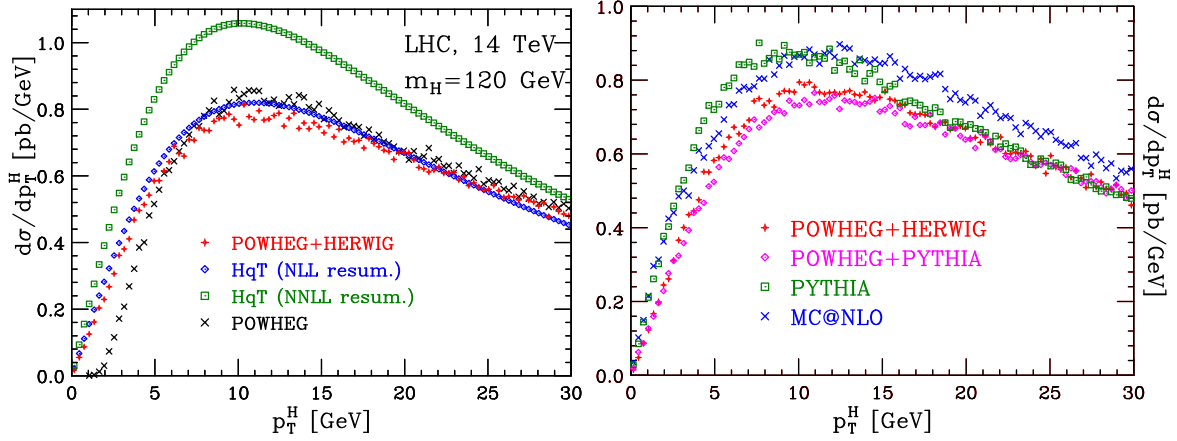 LHC, 14 TeV
m_H=120 GeV
dσ/dp_T^H [pb/GeV]
1.0
0.8
0.6
0.4
0.2
0.0
POWHEG+HERWIG
HqT (NLL resum.)
HqT (NNLL resum.)
POWHEG
0 5 10 15 20 25 30
p_T^H [GeV]
1.0
0.8
0.6
0.4
0.2
0.0
POWHEG+HERWIG
POWHEG+PYTHIA
PYTHIA
MC@NLO
0 5 10 15 20 25 30
p_T^H [GeV]
dσ/dp_T^H [pb/GeV]